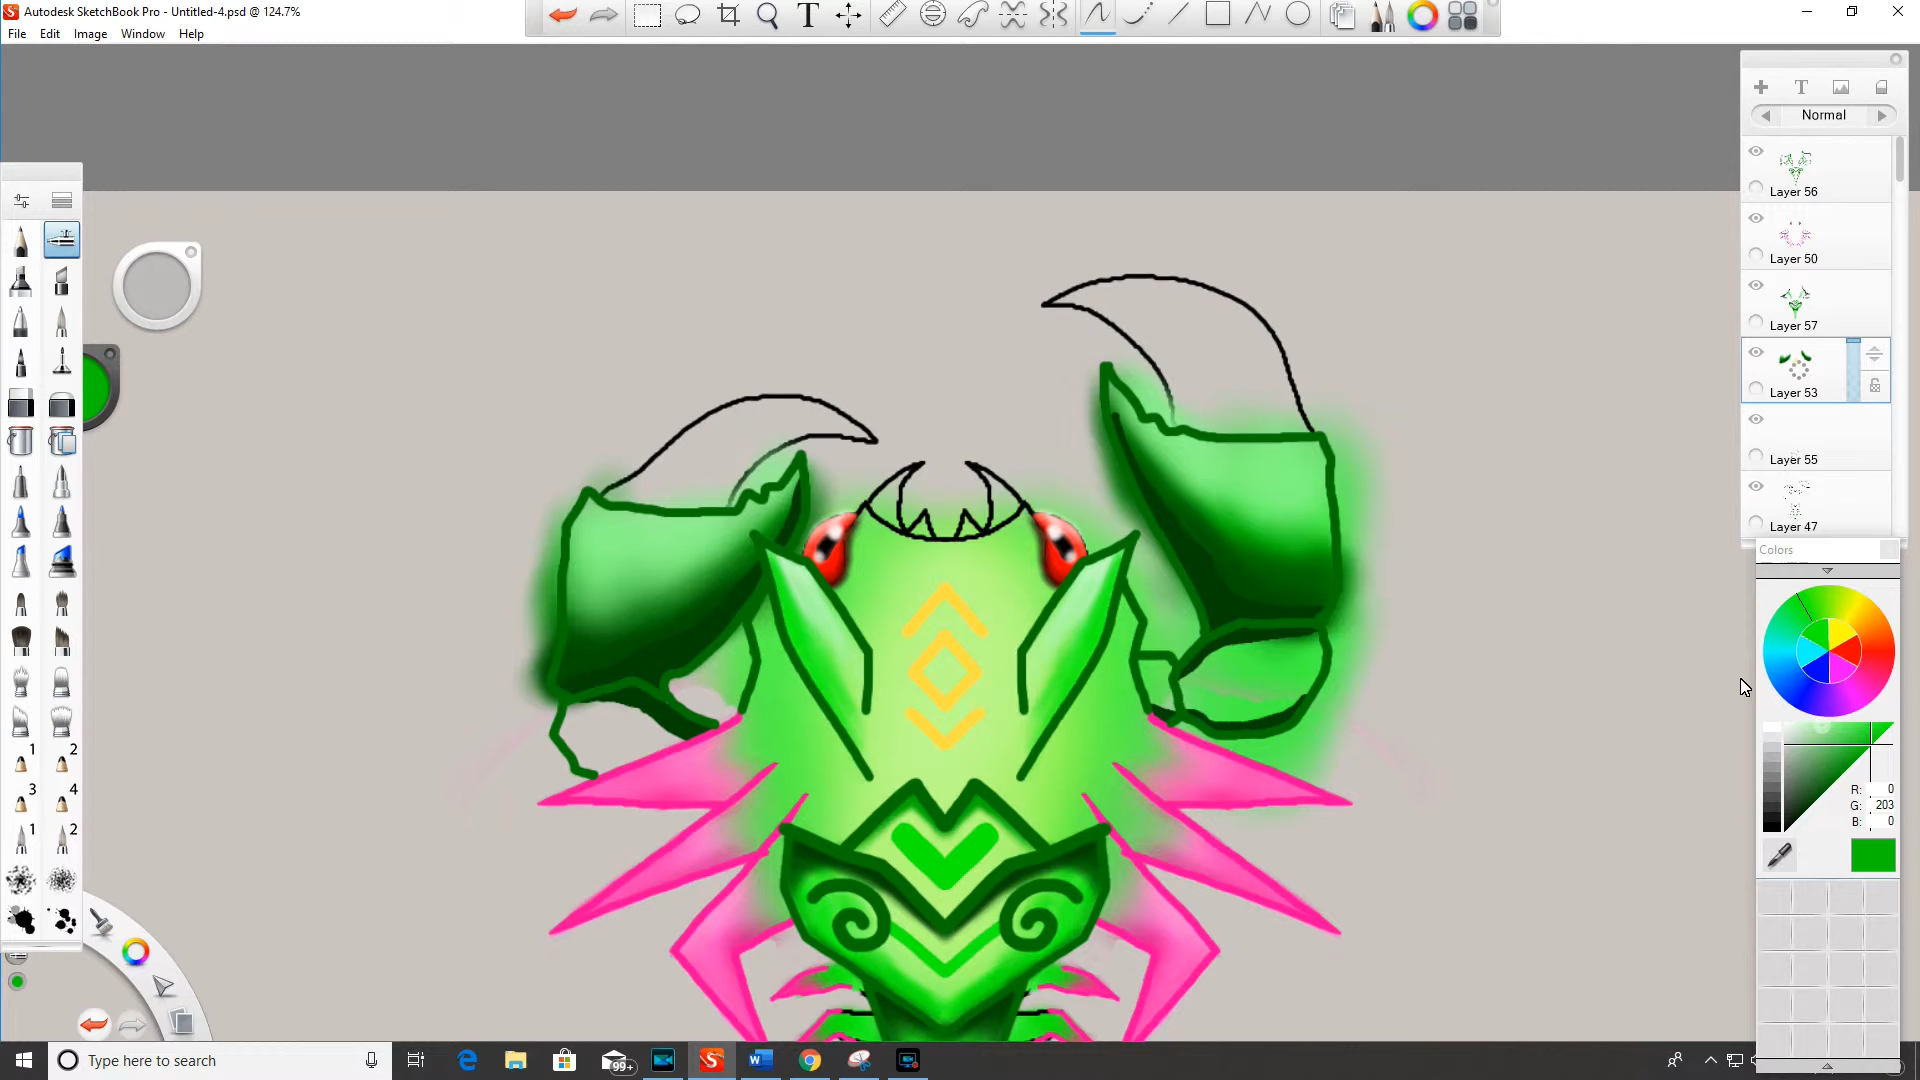 Autodesk SketchBook Pro - Untitled-4.psd @ 124.7%
File Edit Image Window Help
T
T
Normal
Layer 56
Layer 50
Layer 57
Layer 53
Layer 55
Layer 47
Colors
R: 0
G: 203
B: 0
1 2
3 4
1 2
Type here to search
99+